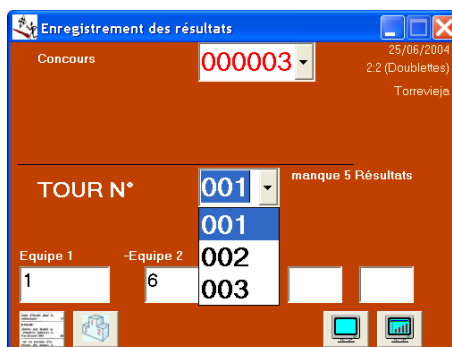 Enregistrement des résultats
Concours
000003
25/06/2004
2:2 (Doublettes)
Torrevieja
TOUR N°
001
manque 5 Résultats
001
002
003
Equipe 1
-Equipe 2
1
6